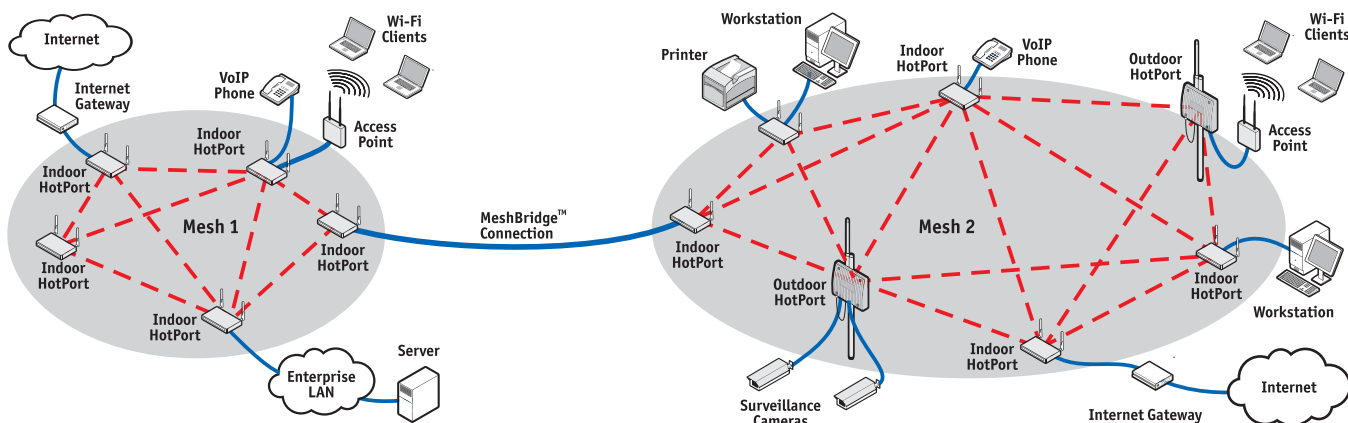 Internet
Internet
Gateway
VoIP
Phone
Wi-Fi
Clients
Access
Point
Indoor
HotPort
Indoor
HotPort
Mesh 1
Indoor
HotPort
Indoor
HotPort
Indoor
HotPort
Enterprise
LAN
Server
MeshBridge™
Connection
Workstation
Printer
Indoor
HotPort
VoIP
Phone
Outdoor
HotPort
Wi-Fi
Clients
Access
Point
Indoor
HotPort
Mesh 2
Outdoor
HotPort
Indoor
HotPort
Workstation
Indoor
HotPort
Surveillance
Cameras
Internet Gateway
Internet